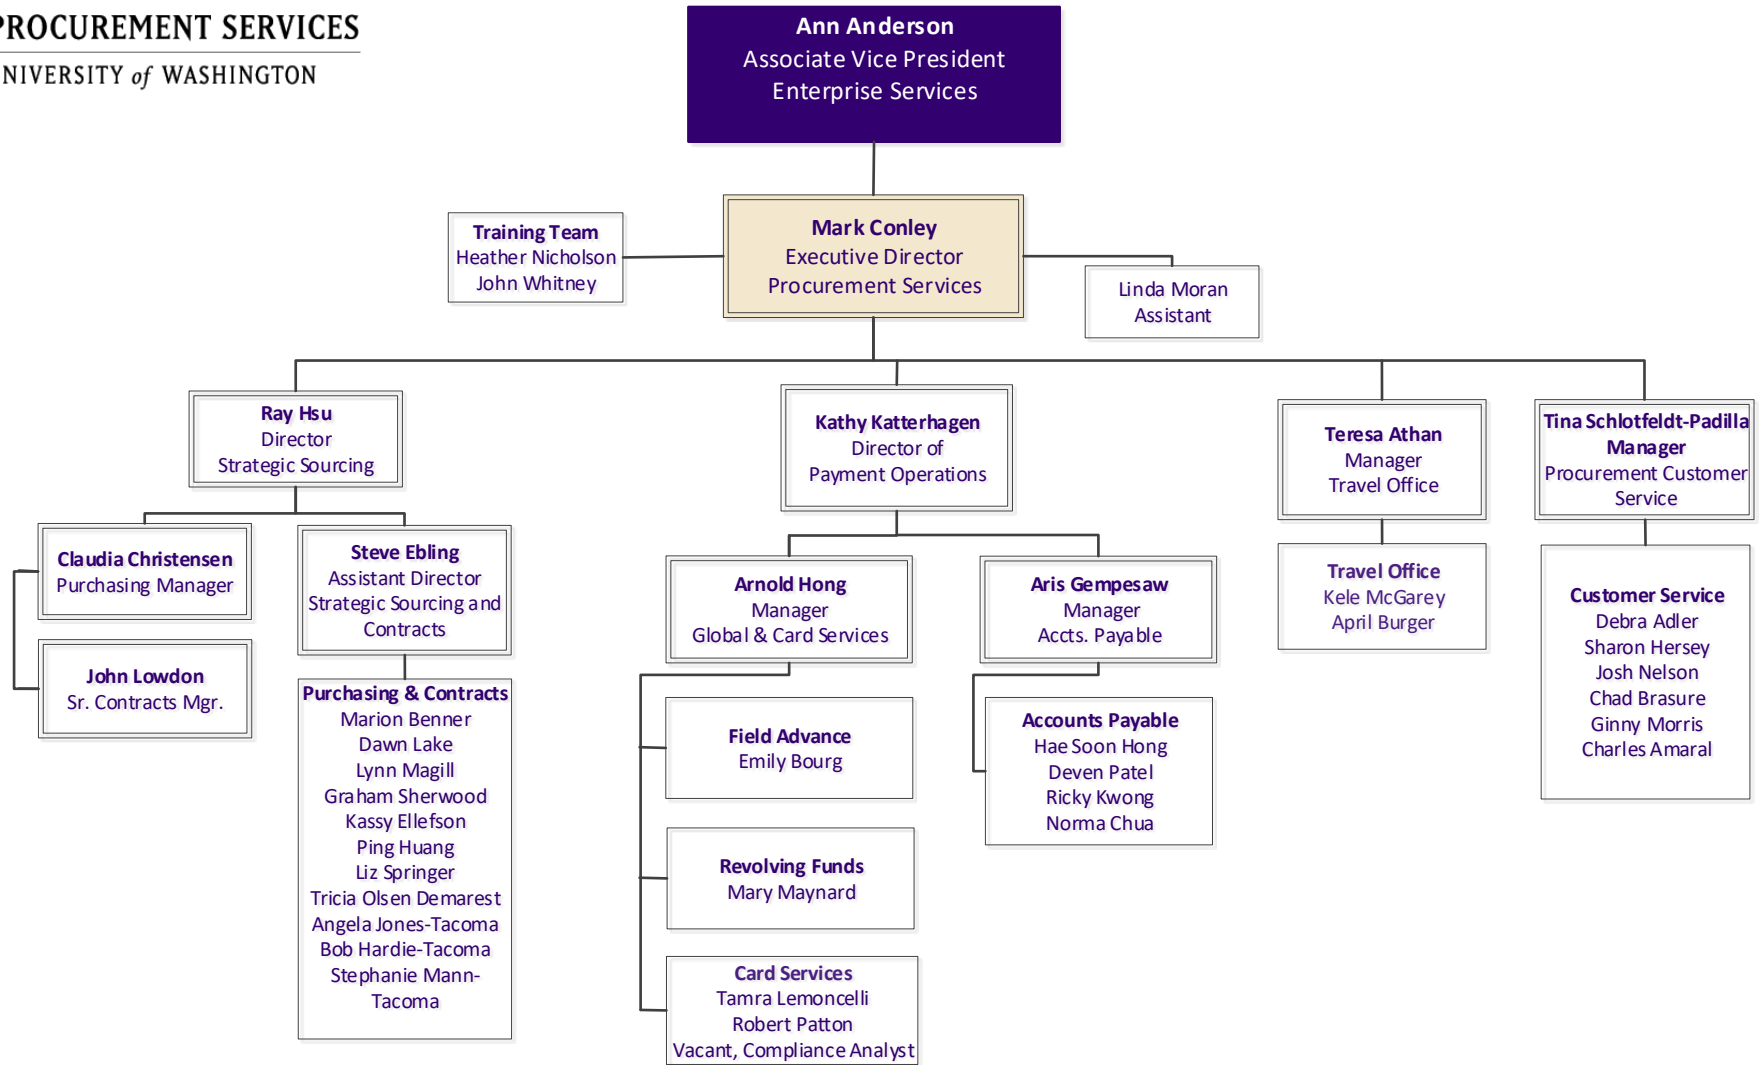 PROCUREMENT SERVICES
NIVERSITY of WASHINGTON
Ann Anderson
Associate Vice President
Enterprise Services
Training Team
Heather Nicholson
John Whitney
Mark Conley
Executive Director
Procurement Services
Linda Moran
Assistant
Ray Hsu
Director
Strategic Sourcing
Kathy Katterhagen
Director of
Payment Operations
Teresa Athan
Manager
Travel Office
Tina Schlotfeldt-Padilla
Manager
Procurement Customer
Service
Claudia Christensen
Purchasing Manager
John Lowdon
Sr. Contracts Mgr.
Steve Ebling
Assistant Director
Strategic Sourcing and
Contracts
Purchasing & Contracts
Marion Benner
Dawn Lake
Lynn Magill
Graham Sherwood
Kassy Ellefson
Ping Huang
Liz Springer
Tricia Olsen Demarest
Angela Jones-Tacoma
Bob Hardie-Tacoma
Stephanie Mann-
Tacoma
Arnold Hong
Manager
Global & Card Services
Field Advance
Emily Bourg
Revolving Funds
Mary Maynard
Card Services
Tamra Lemoncelli
Robert Patton
Vacant, Compliance Analyst
Aris Gempesaw
Manager
Accts. Payable
Accounts Payable
Hae Soon Hong
Deven Patel
Ricky Kwong
Norma Chua
Travel Office
Kele McGarey
April Burger
Customer Service
Debra Adler
Sharon Hersey
Josh Nelson
Chad Brasure
Ginny Morris
Charles Amaral